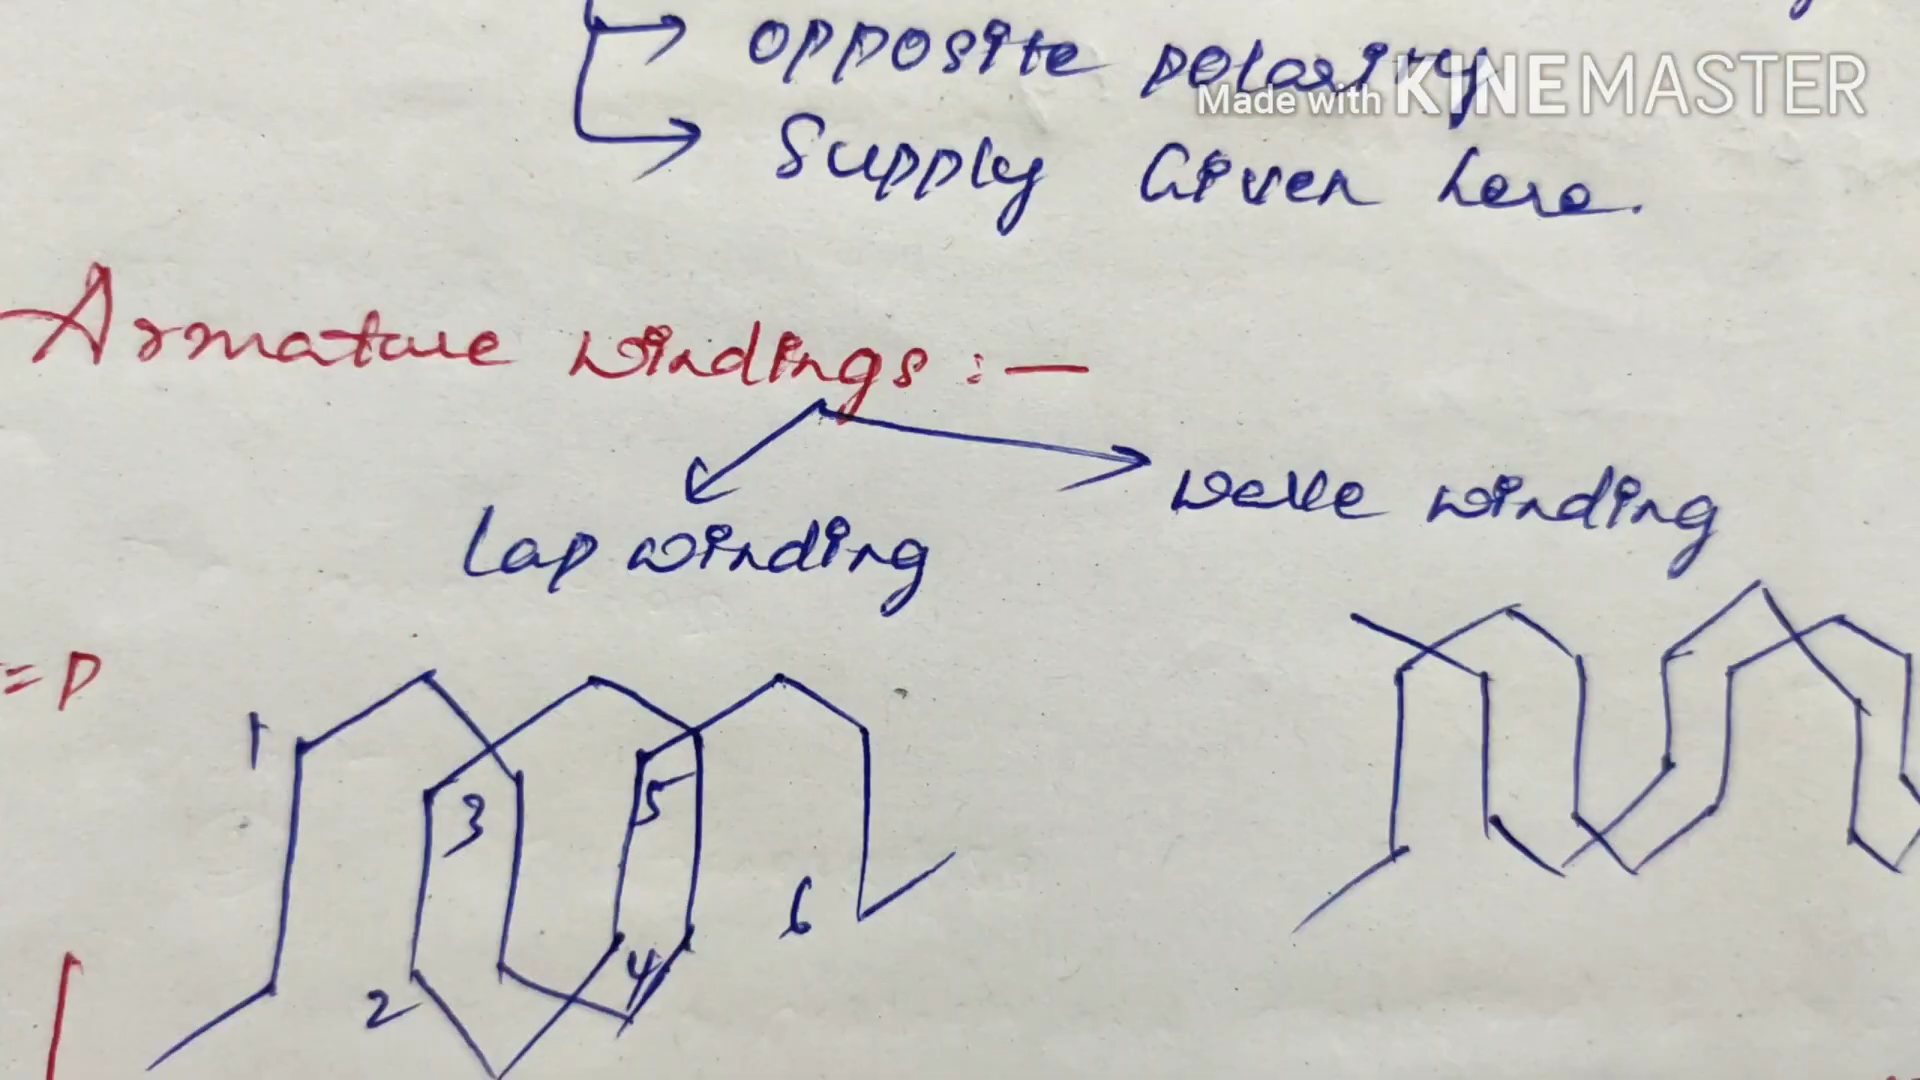 opposite polarity
Made with KINEMASTER
Supply Given here.
Armature windings :-
Lap winding
wave winding
= P
1
3
5
6
4
2